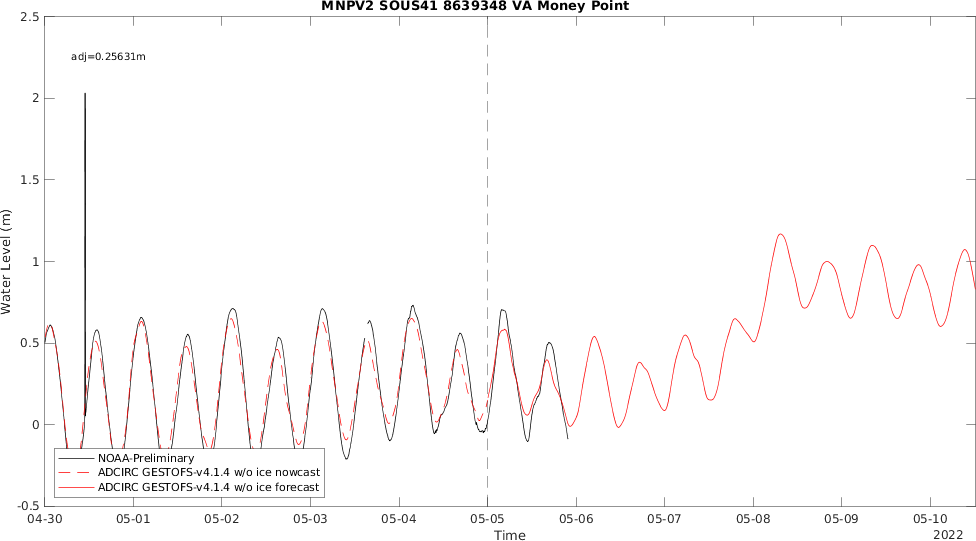 MNPV2 SOUS41 8639348 VA Money Point
2.5
adj=0.25631m
2
1.5
1
0.5
0
-0.5
Water Level (m)
NOAA-Preliminary
ADCIRC GESTOFS-v4.1.4 w/o ice nowcast
ADCIRC GESTOFS-v4.1.4 w/o ice forecast
04-30 05-01 05-02 05-03 05-04 05-05 05-06 05-07 05-08 05-09 05-10
Time
2022